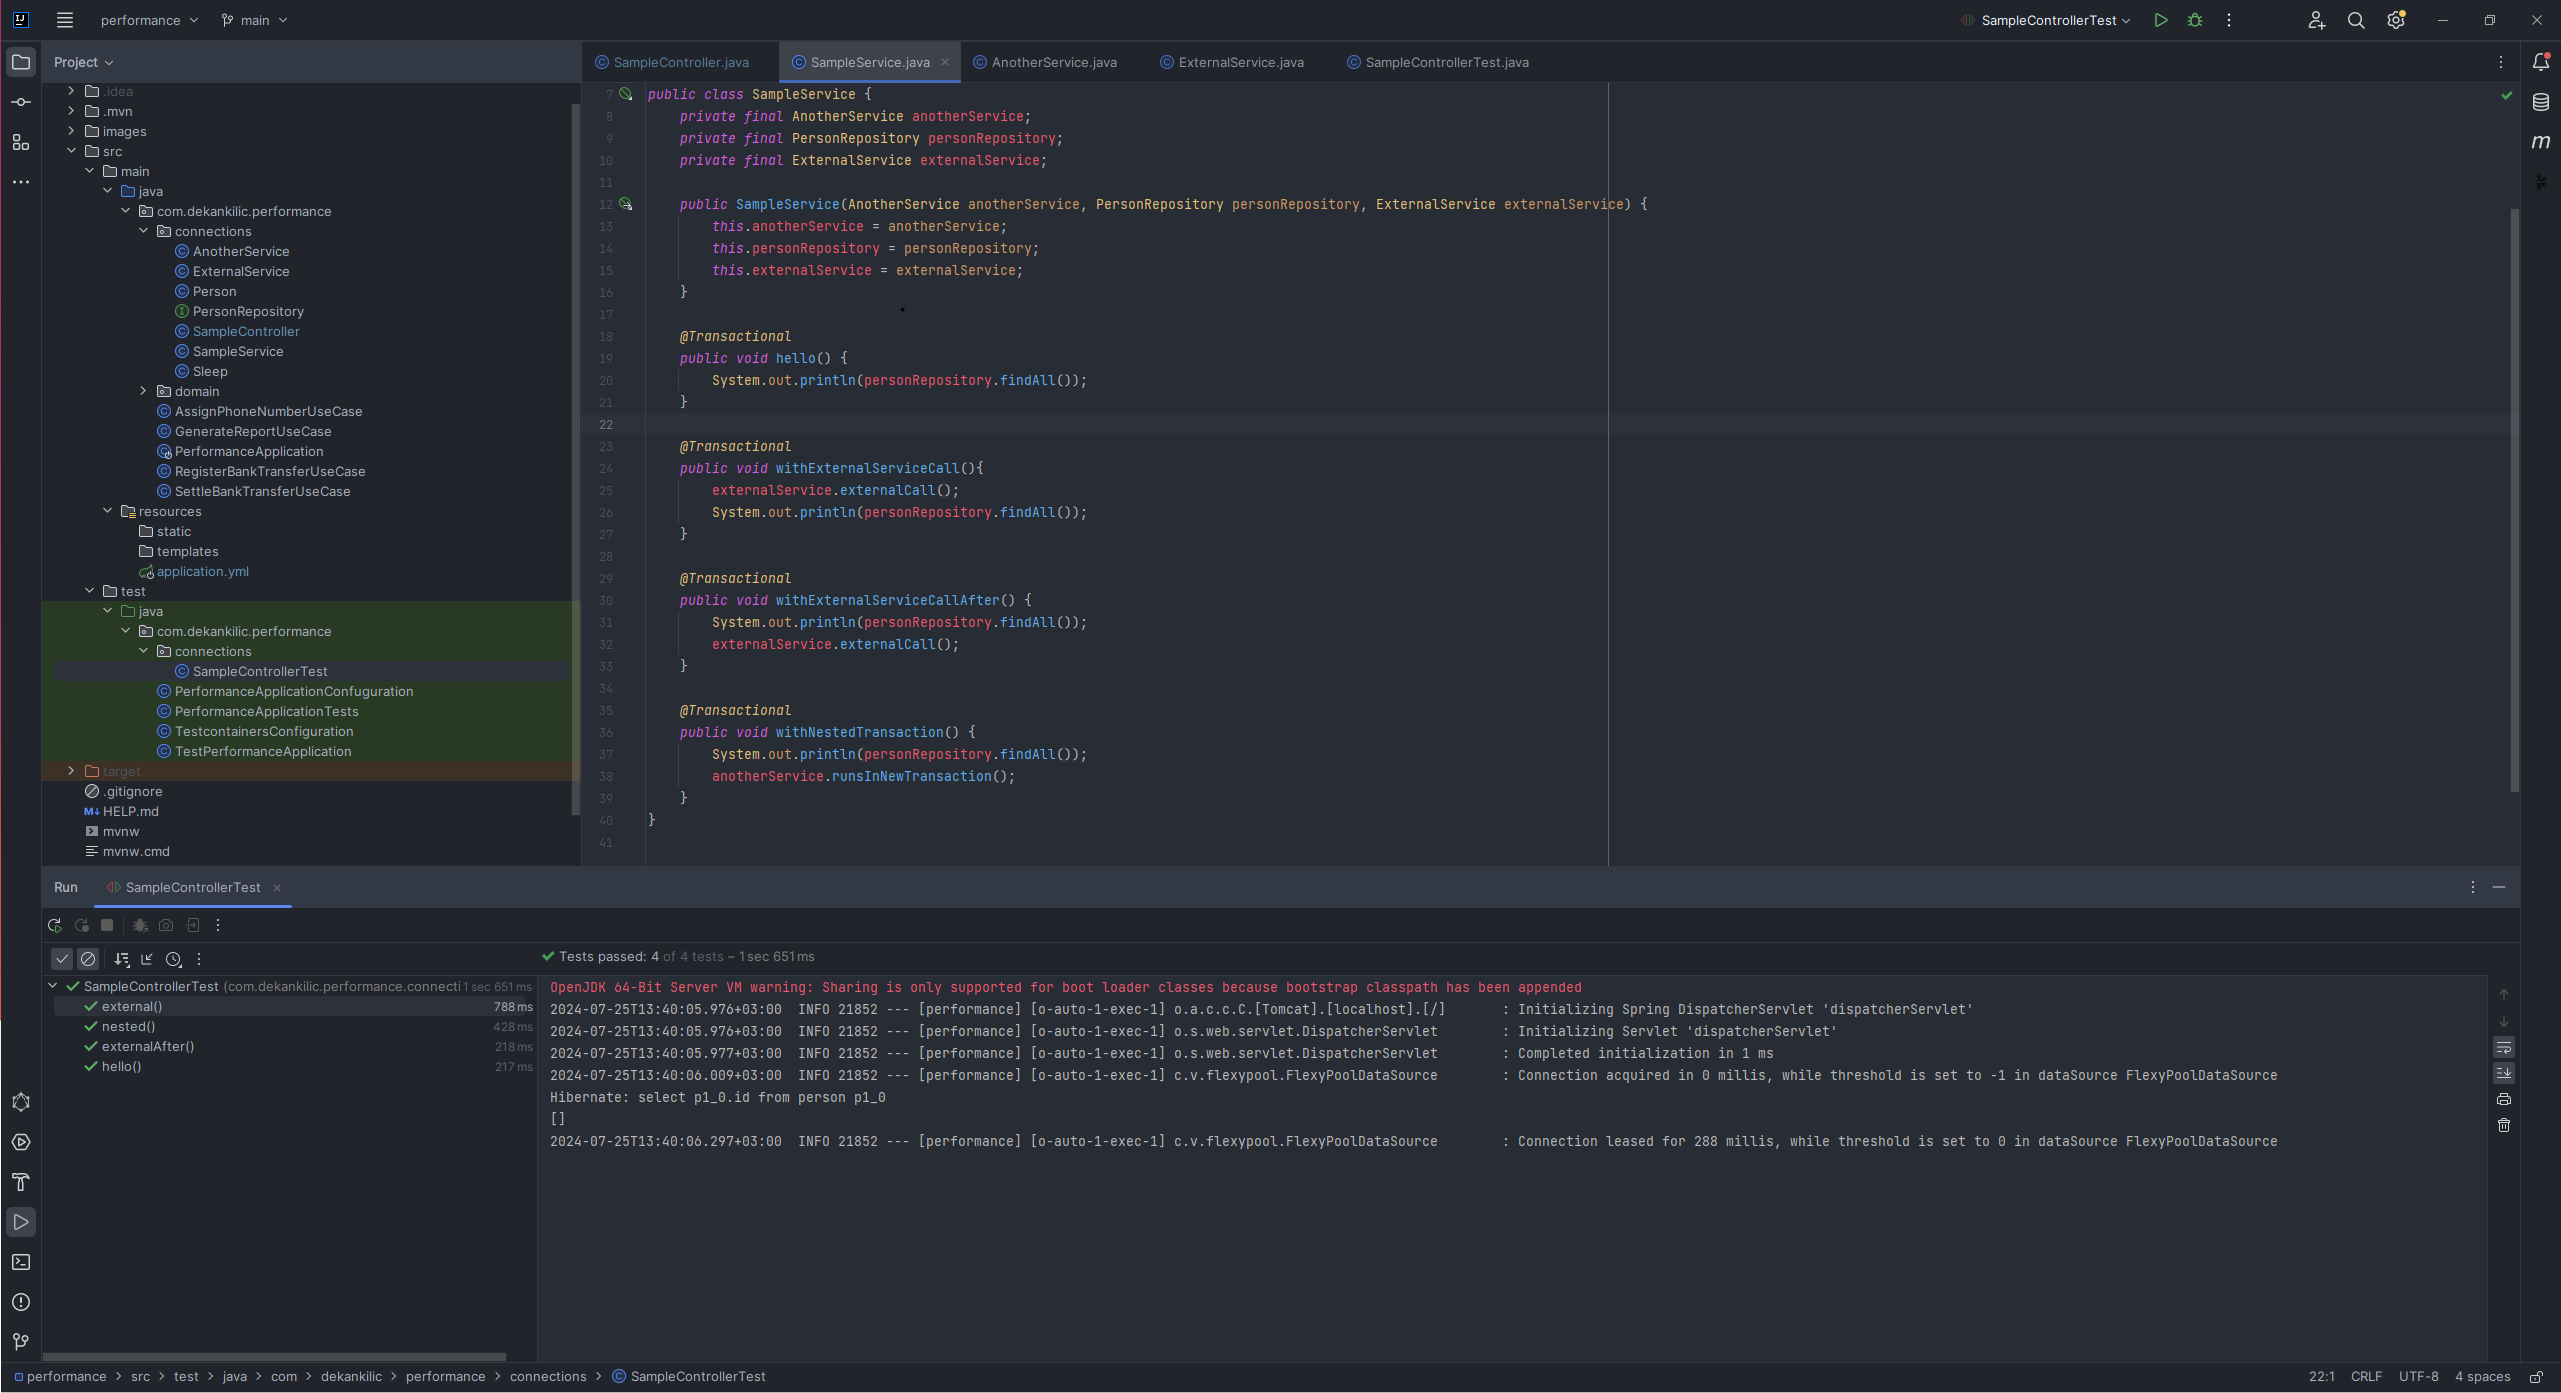 performance main SampleControllerTest
Project
SampleController.java SampleService.java AnotherService.java ExternalService.java SampleControllerTest.java
.idea
.mvn
images
src
main
java
com.dekankilic.performance
connections
AnotherService
ExternalService
Person
PersonRepository
SampleController
SampleService
Sleep
domain
AssignPhoneNumberUseCase
GenerateReportUseCase
PerformanceApplication
RegisterBankTransferUseCase
SettleBankTransferUseCase
resources
static
templates
application.yml
test
java
com.dekankilic.performance
connections
SampleControllerTest
PerformanceApplicationConfuguration
PerformanceApplicationTests
TestcontainersConfiguration
TestPerformanceApplication
target
.gitignore
M↓ HELP.md
mvnw
mvnw.cmd
7 public class SampleService {
8 private final AnotherService anotherService;
9 private final PersonRepository personRepository;
10 private final ExternalService externalService;
11
12 public SampleService(AnotherService anotherService, PersonRepository personRepository, ExternalService externalService) {
13 this.anotherService = anotherService;
14 this.personRepository = personRepository;
15 this.externalService = externalService;
16 }
17
18 @Transactional
19 public void hello() {
20 System.out.println(personRepository.findAll());
21 }
22
23 @Transactional
24 public void withExternalServiceCall(){
25 externalService.externalCall();
26 System.out.println(personRepository.findAll());
27 }
28
29 @Transactional
30 public void withExternalServiceCallAfter() {
31 System.out.println(personRepository.findAll());
32 externalService.externalCall();
33 }
34
35 @Transactional
36 public void withNestedTransaction() {
37 System.out.println(personRepository.findAll());
38 anotherService.runsInNewTransaction();
39 }
40 }
41
Run SampleControllerTest
Tests passed: 4 of 4 tests – 1 sec 651 ms
SampleControllerTest (com.dekankilic.performance.connecti 1 sec 651 ms
external() 788 ms
nested() 428 ms
externalAfter() 218 ms
hello() 217 ms
OpenJDK 64-Bit Server VM warning: Sharing is only supported for boot loader classes because bootstrap classpath has been appended
2024-07-25T13:40:05.976+03:00 INFO 21852 --- [performance] [o-auto-1-exec-1] o.a.c.c.C.[Tomcat].[localhost].[/] : Initializing Spring DispatcherServlet 'dispatcherServlet'
2024-07-25T13:40:05.976+03:00 INFO 21852 --- [performance] [o-auto-1-exec-1] o.s.web.servlet.DispatcherServlet : Initializing Servlet 'dispatcherServlet'
2024-07-25T13:40:05.977+03:00 INFO 21852 --- [performance] [o-auto-1-exec-1] o.s.web.servlet.DispatcherServlet : Completed initialization in 1 ms
2024-07-25T13:40:06.009+03:00 INFO 21852 --- [performance] [o-auto-1-exec-1] c.v.flexypool.FlexyPoolDataSource : Connection acquired in 0 millis, while threshold is set to -1 in dataSource FlexyPoolDataSource
Hibernate: select p1_0.id from person p1_0
[]
2024-07-25T13:40:06.297+03:00 INFO 21852 --- [performance] [o-auto-1-exec-1] c.v.flexypool.FlexyPoolDataSource : Connection leased for 288 millis, while threshold is set to 0 in dataSource FlexyPoolDataSource
performance > src > test > java > com > dekankilic > performance > connections > SampleControllerTest 22:1 CRLF UTF-8 4 spaces